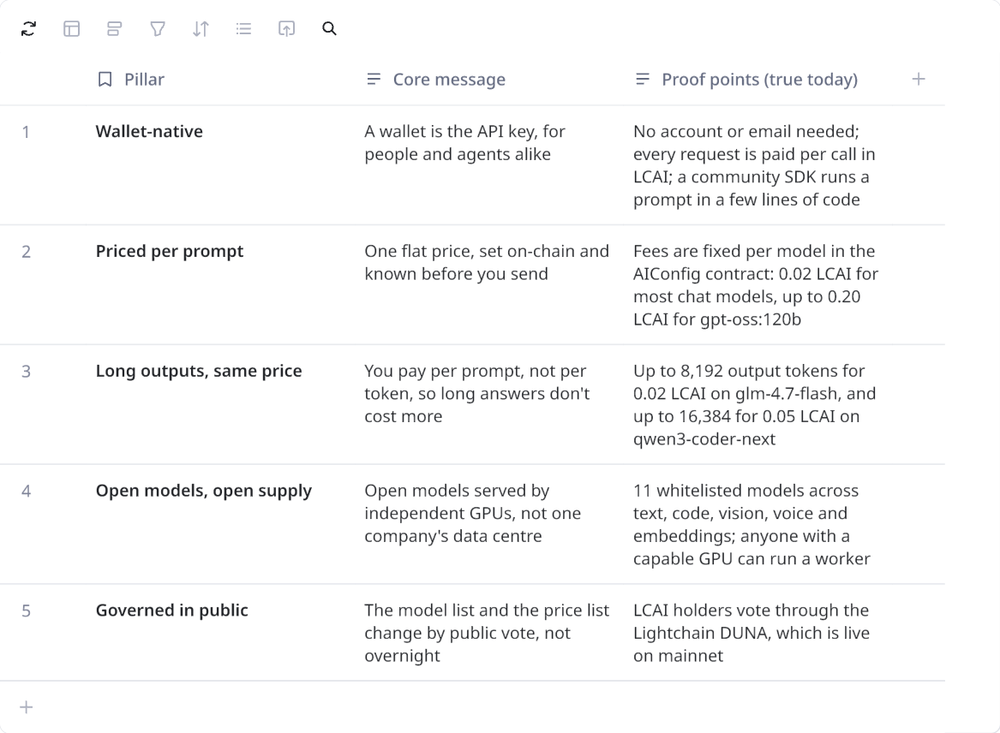 Pillar
Core message
Proof points (true today)
1
Wallet-native
A wallet is the API key, for
people and agents alike
No account or email needed;
every request is paid per call in
LCAI; a community SDK runs a
prompt in a few lines of code
2
Priced per prompt
One flat price, set on-chain and
known before you send
Fees are fixed per model in the
AIConfig contract: 0.02 LCAI for
most chat models, up to 0.20
LCAI for gpt-oss:120b
3
Long outputs, same price
You pay per prompt, not per
token, so long answers don't
cost more
Up to 8,192 output tokens for
0.02 LCAI on glm-4.7-flash, and
up to 16,384 for 0.05 LCAI on
qwen3-coder-next
4
Open models, open supply
Open models served by
independent GPUs, not one
company's data centre
11 whitelisted models across
text, code, vision, voice and
embeddings; anyone with a
capable GPU can run a worker
5
Governed in public
The model list and the price list
change by public vote, not
overnight
LCAI holders vote through the
Lightchain DUNA, which is live
on mainnet